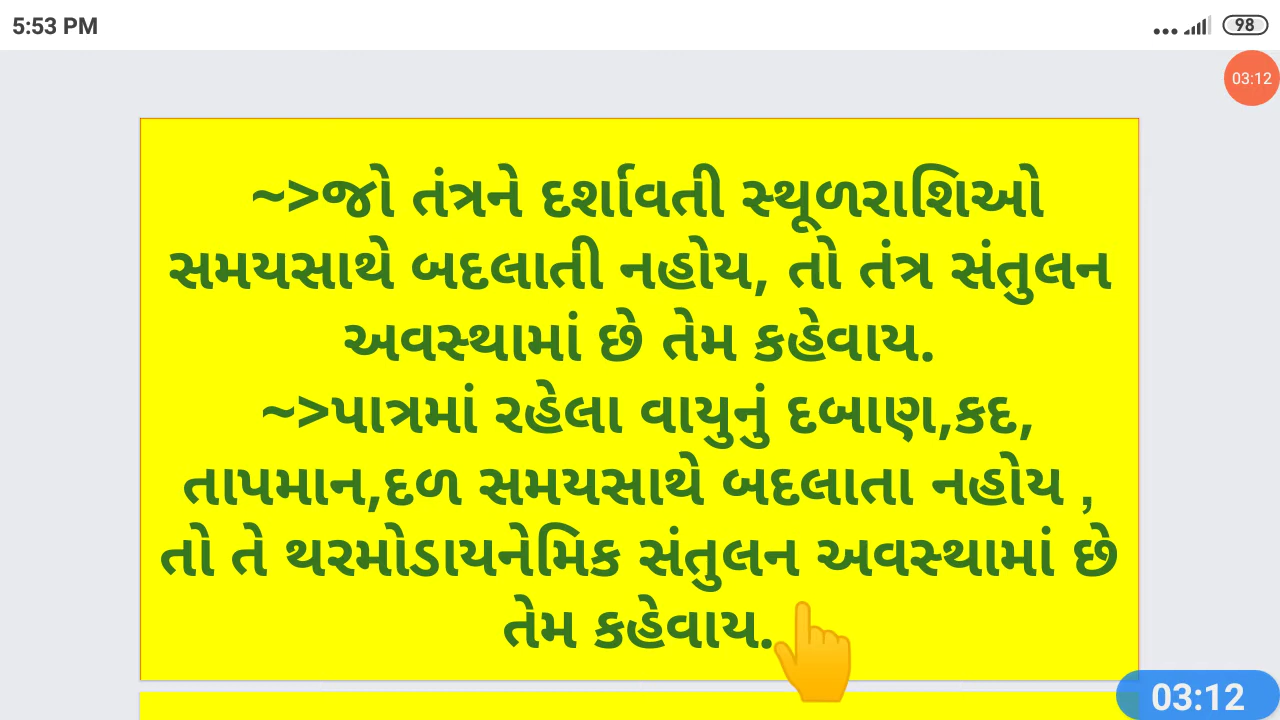 5:53 PM
98
03:12
~>જો તંત્રને દર્શાવતી સ્થૂળરાશિઓ
સમયસાથે બદલાતી નહોય, તો તંત્ર સંતુલન
અવસ્થામાં છે તેમ કહેવાય.
~>પાત્રમાં રહેલા વાયુનું દબાણ,કદ,
તાપમાન,દળ સમયસાથે બદલાતા નહોય ,
તો તે થરમોડાયનેમિક સંતુલન અવસ્થામાં છે
તેમ કહેવાય.
03:12